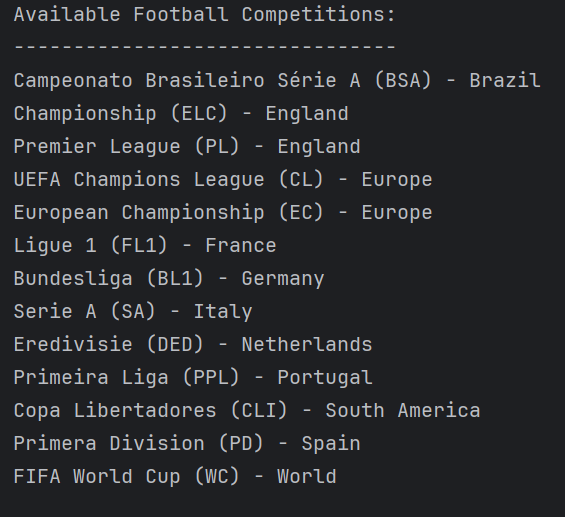 Available Football Competitions:
--------------------------------
Campeonato Brasileiro Série A (BSA) - Brazil
Championship (ELC) - England
Premier League (PL) - England
UEFA Champions League (CL) - Europe
European Championship (EC) - Europe
Ligue 1 (FL1) - France
Bundesliga (BL1) - Germany
Serie A (SA) - Italy
Eredivisie (DED) - Netherlands
Primeira Liga (PPL) - Portugal
Copa Libertadores (CLI) - South America
Primera Division (PD) - Spain
FIFA World Cup (WC) - World